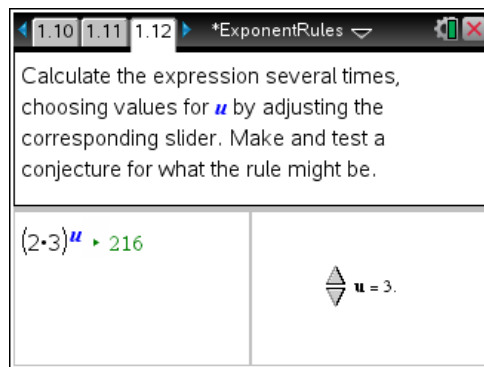 1.10 1.11 1.12 *ExponentRules
Calculate the expression several times,
choosing values for u by adjusting the
corresponding slider. Make and test a
conjecture for what the rule might be.
(2•3)ᵘ ▸ 216
u = 3.